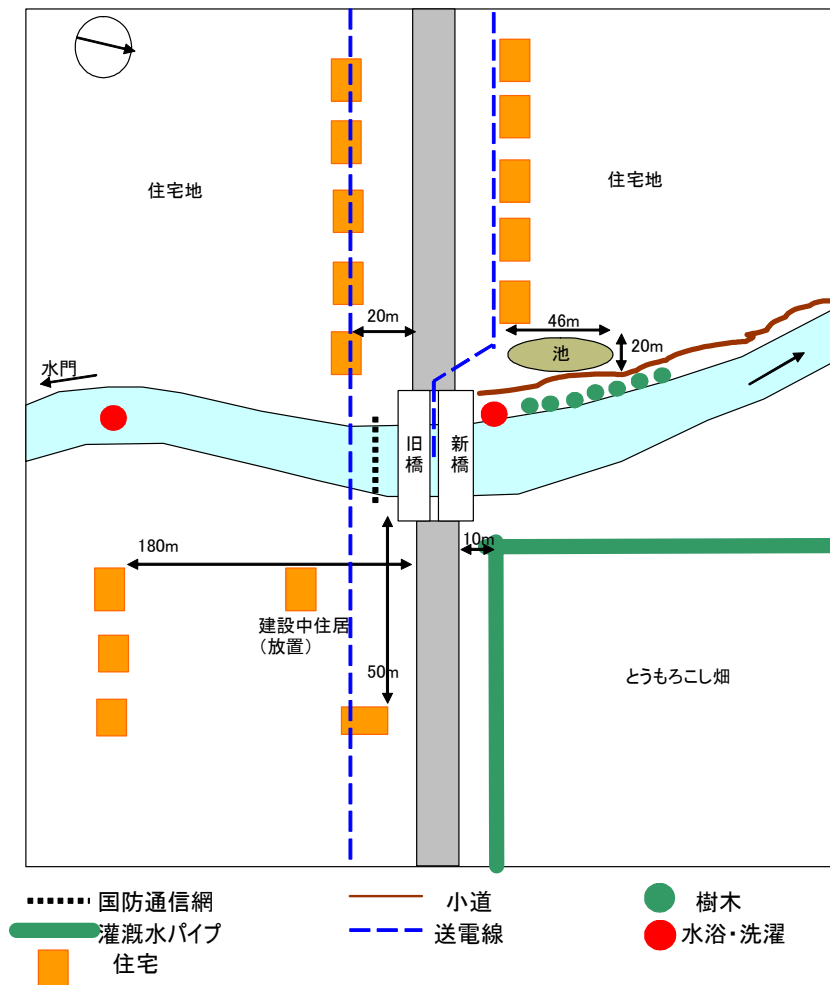 住宅地
住宅地
20m
46m
20m
池
水門
旧橋
新橋
10m
180m
建設中住居
(放置)
50m
とうもろこし畑
国防通信網
小道
樹木
灌漑水パイプ
送電線
水浴・洗濯
住宅